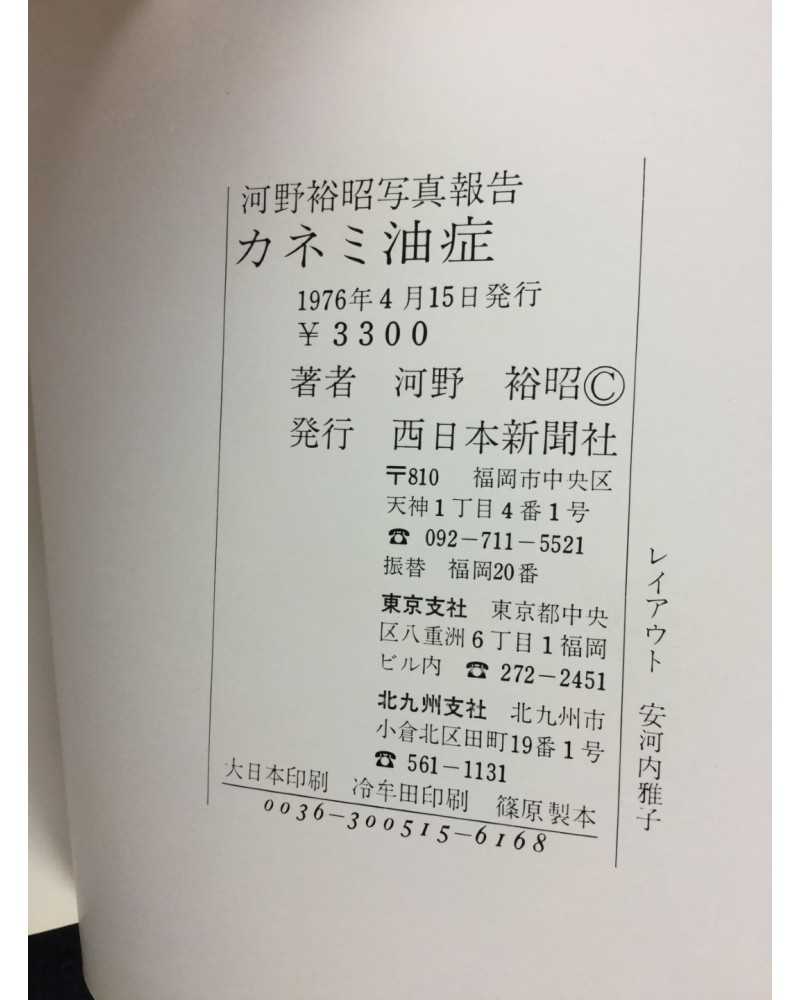 河野裕昭写真報告
カネミ油症
1976年4月15日発行
¥3300
著者 河野 裕昭Ⓒ
発行 西日本新聞社
〒810 福岡市中央区
天神1丁目4番1号
☎ 092-711-5521
振替 福岡20番
東京支社 東京都中央
区八重洲6丁目1福岡
ビル内 ☎ 272-2451
北九州支社 北九州市
小倉北区田町19番1号
☎ 561-1131
大日本印刷 冷牟田印刷 篠原製本
0036-300515-6168
レイアウト 安河内雅子